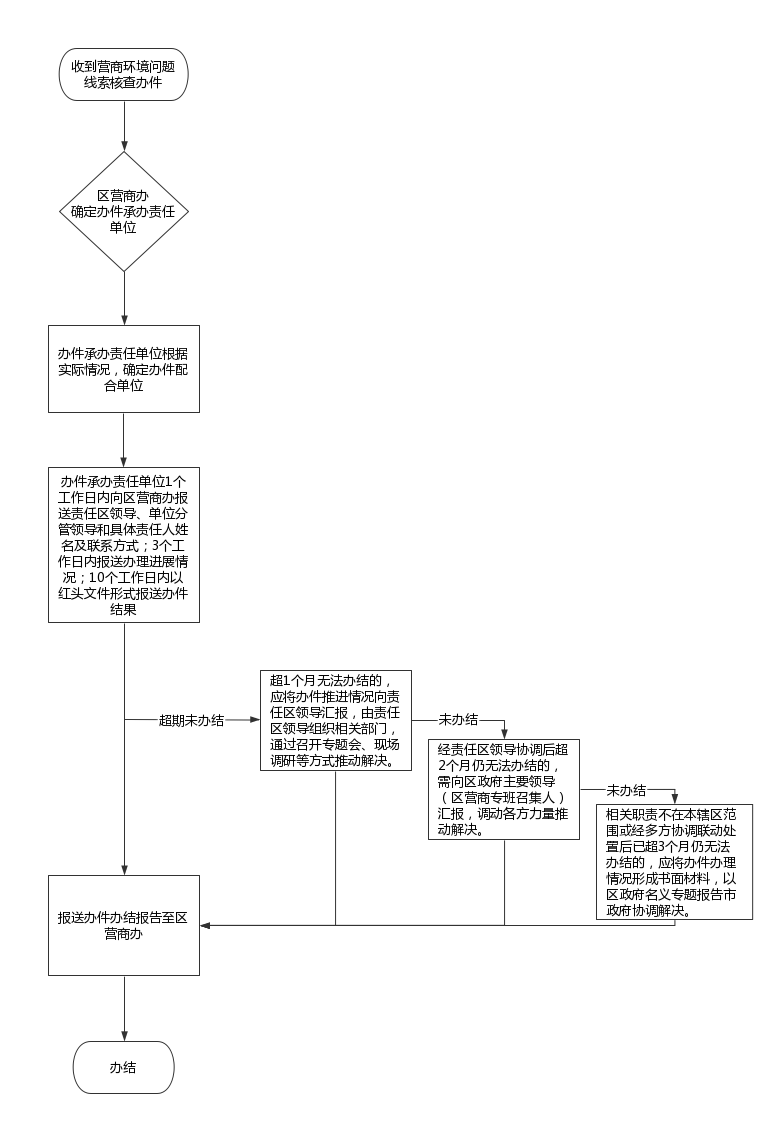 收到营商环境问题
线索核查办件
区营商办
确定办件承办责任
单位
办件承办责任单位根据
实际情况，确定办件配
合单位
办件承办责任单位1个
工作日内向区营商办报
送责任区领导、单位分
管领导和具体责任人姓
名及联系方式；3个工
作日内报送办理进展情
况；10个工作日内以
红头文件形式报送办件
结果
超期未办结
超1个月无法办结的，
应将办件推进情况向责
任区领导汇报，由责任
区领导组织相关部门，
通过召开专题会、现场
调研等方式推动解决。
未办结
经责任区领导协调后超
2个月仍无法办结的，
需向区政府主要领导
（区营商专班召集人）
汇报，调动各方力量推
动解决。
未办结
相关职责不在本辖区范
围或经多方协调联动处
置后已超3个月仍无法
办结的，应将办件办理
情况形成书面材料，以
区政府名义专题报告市
政府协调解决。
报送办件办结报告至区
营商办
办结